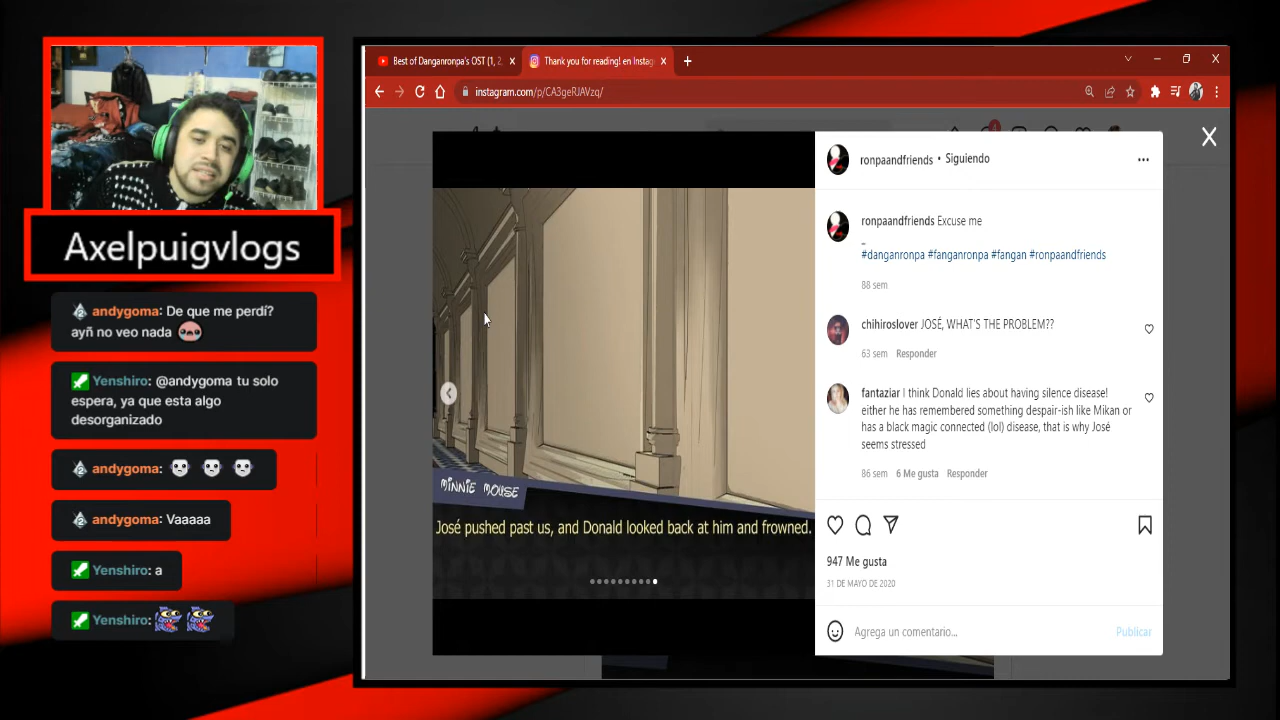 Axelpuigvlogs
andygoma: De que me perdí?
ayñ no veo nada
Yenshiro: @andygoma tu solo
espera, ya que esta algo
desorganizado
andygoma:
andygoma: Vaaaaa
Yenshiro: a
Yenshiro:
Best of Danganronpa's OST (1, 2
Thank you for reading! en Instag
instagram.com/p/CA3geRJAVzq/
MINNIE MOUSE
José pushed past us, and Donald looked back at him and frowned.
ronpaandfriends • Siguiendo
ronpaandfriends Excuse me
_
#danganronpa #fanganronpa #fangan #ronpaandfriends
88 sem
chihiroslover JOSÉ, WHAT'S THE PROBLEM??
63 sem Responder
fantaziar I think Donald lies about having silence disease!
either he has remembered something despair-ish like Mikan or
has a black magic connected (lol) disease, that is why José
seems stressed
86 sem 6 Me gusta Responder
947 Me gusta
31 DE MAYO DE 2020
Agrega un comentario...
Publicar